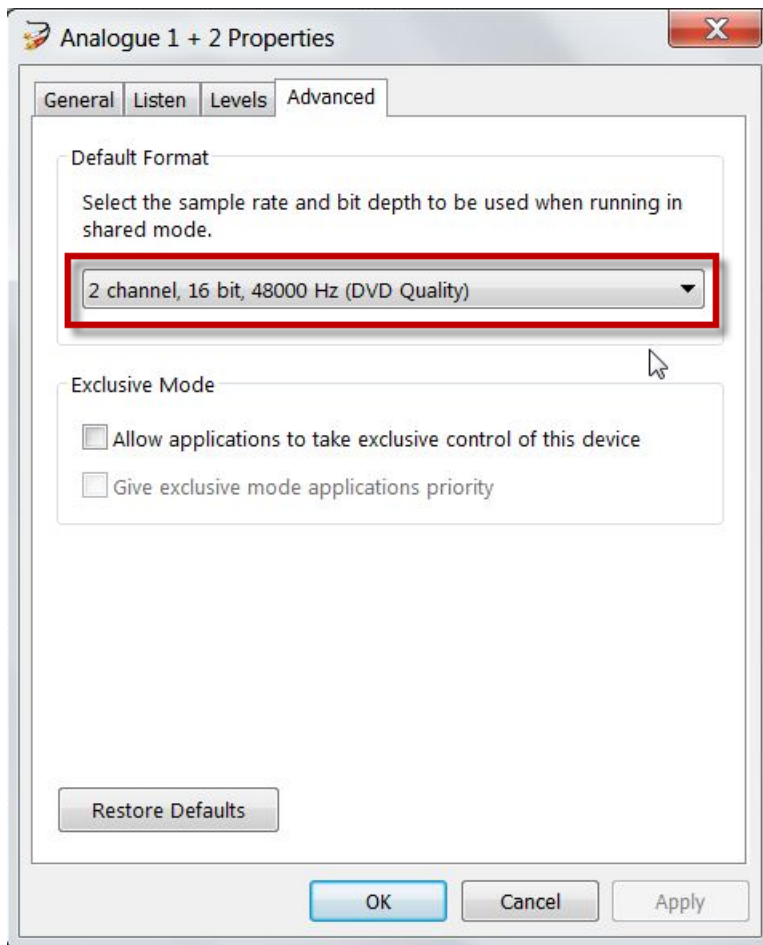 Analogue 1 + 2 Properties
General Listen Levels Advanced
Default Format
Select the sample rate and bit depth to be used when running in
shared mode.
2 channel, 16 bit, 48000 Hz (DVD Quality)
Exclusive Mode
Allow applications to take exclusive control of this device
Give exclusive mode applications priority
Restore Defaults
OK Cancel Apply